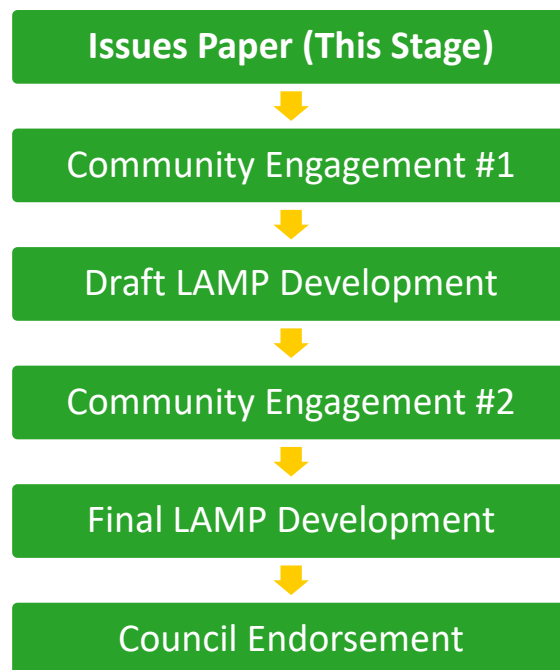 Issues Paper (This Stage)
Community Engagement #1
Draft LAMP Development
Community Engagement #2
Final LAMP Development
Council Endorsement